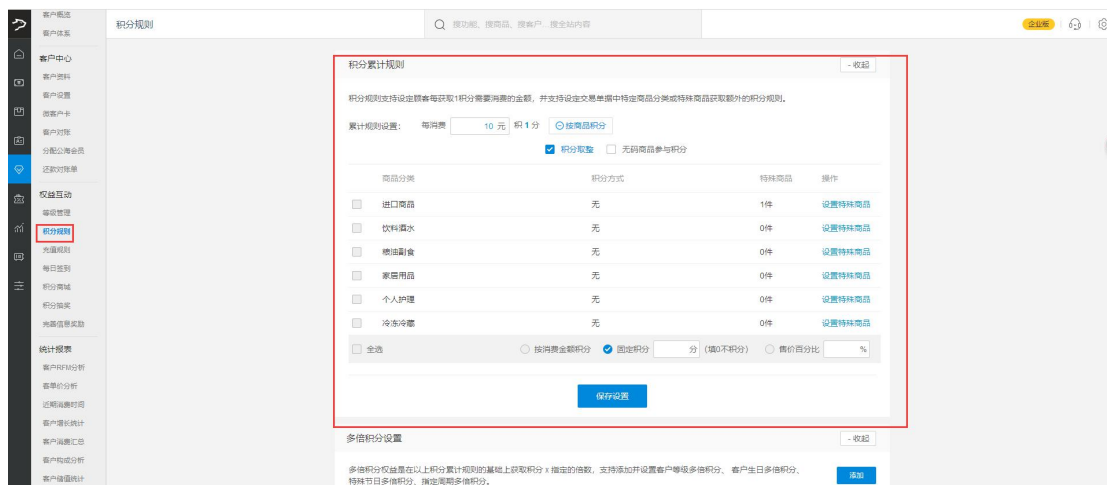 客户概览
客户体系
积分规则
搜功能、搜商品、搜客户、搜全站内容
企业版
客户中心
客户资料
客户设置
微客户卡
客户对账
分配公海会员
还款对账单
权益互动
等级管理
积分规则
充值规则
每日签到
积分商城
积分抽奖
完善信息奖励
统计报表
客户RFM分析
客单价分析
近期消费时间
客户增长统计
客户消费汇总
客户构成分析
客户储值统计
积分累计规则
- 收起
积分规则支持设定顾客每获取1积分需要消费的金额，并支持设定交易单据中特定商品分类或特殊商品获取额外的积分规则。
累计规则设置： 每消费 10 元 积 1 分 按商品积分
积分取整 无码商品参与积分
商品分类 积分方式 特殊商品 操作
进口商品 无 1件 设置特殊商品
饮料酒水 无 0件 设置特殊商品
粮油副食 无 0件 设置特殊商品
家居用品 无 0件 设置特殊商品
个人护理 无 0件 设置特殊商品
冷冻冷藏 无 0件 设置特殊商品
全选 按消费金额积分 固定积分 分 (填0不积分) 售价百分比 %
保存设置
多倍积分设置
- 收起
多倍积分权益是在以上积分累计规则的基础上获取积分 x 指定的倍数，支持添加并设置客户等级多倍积分、 客户生日多倍积分、
特殊节日多倍积分、指定周期多倍积分。
添加